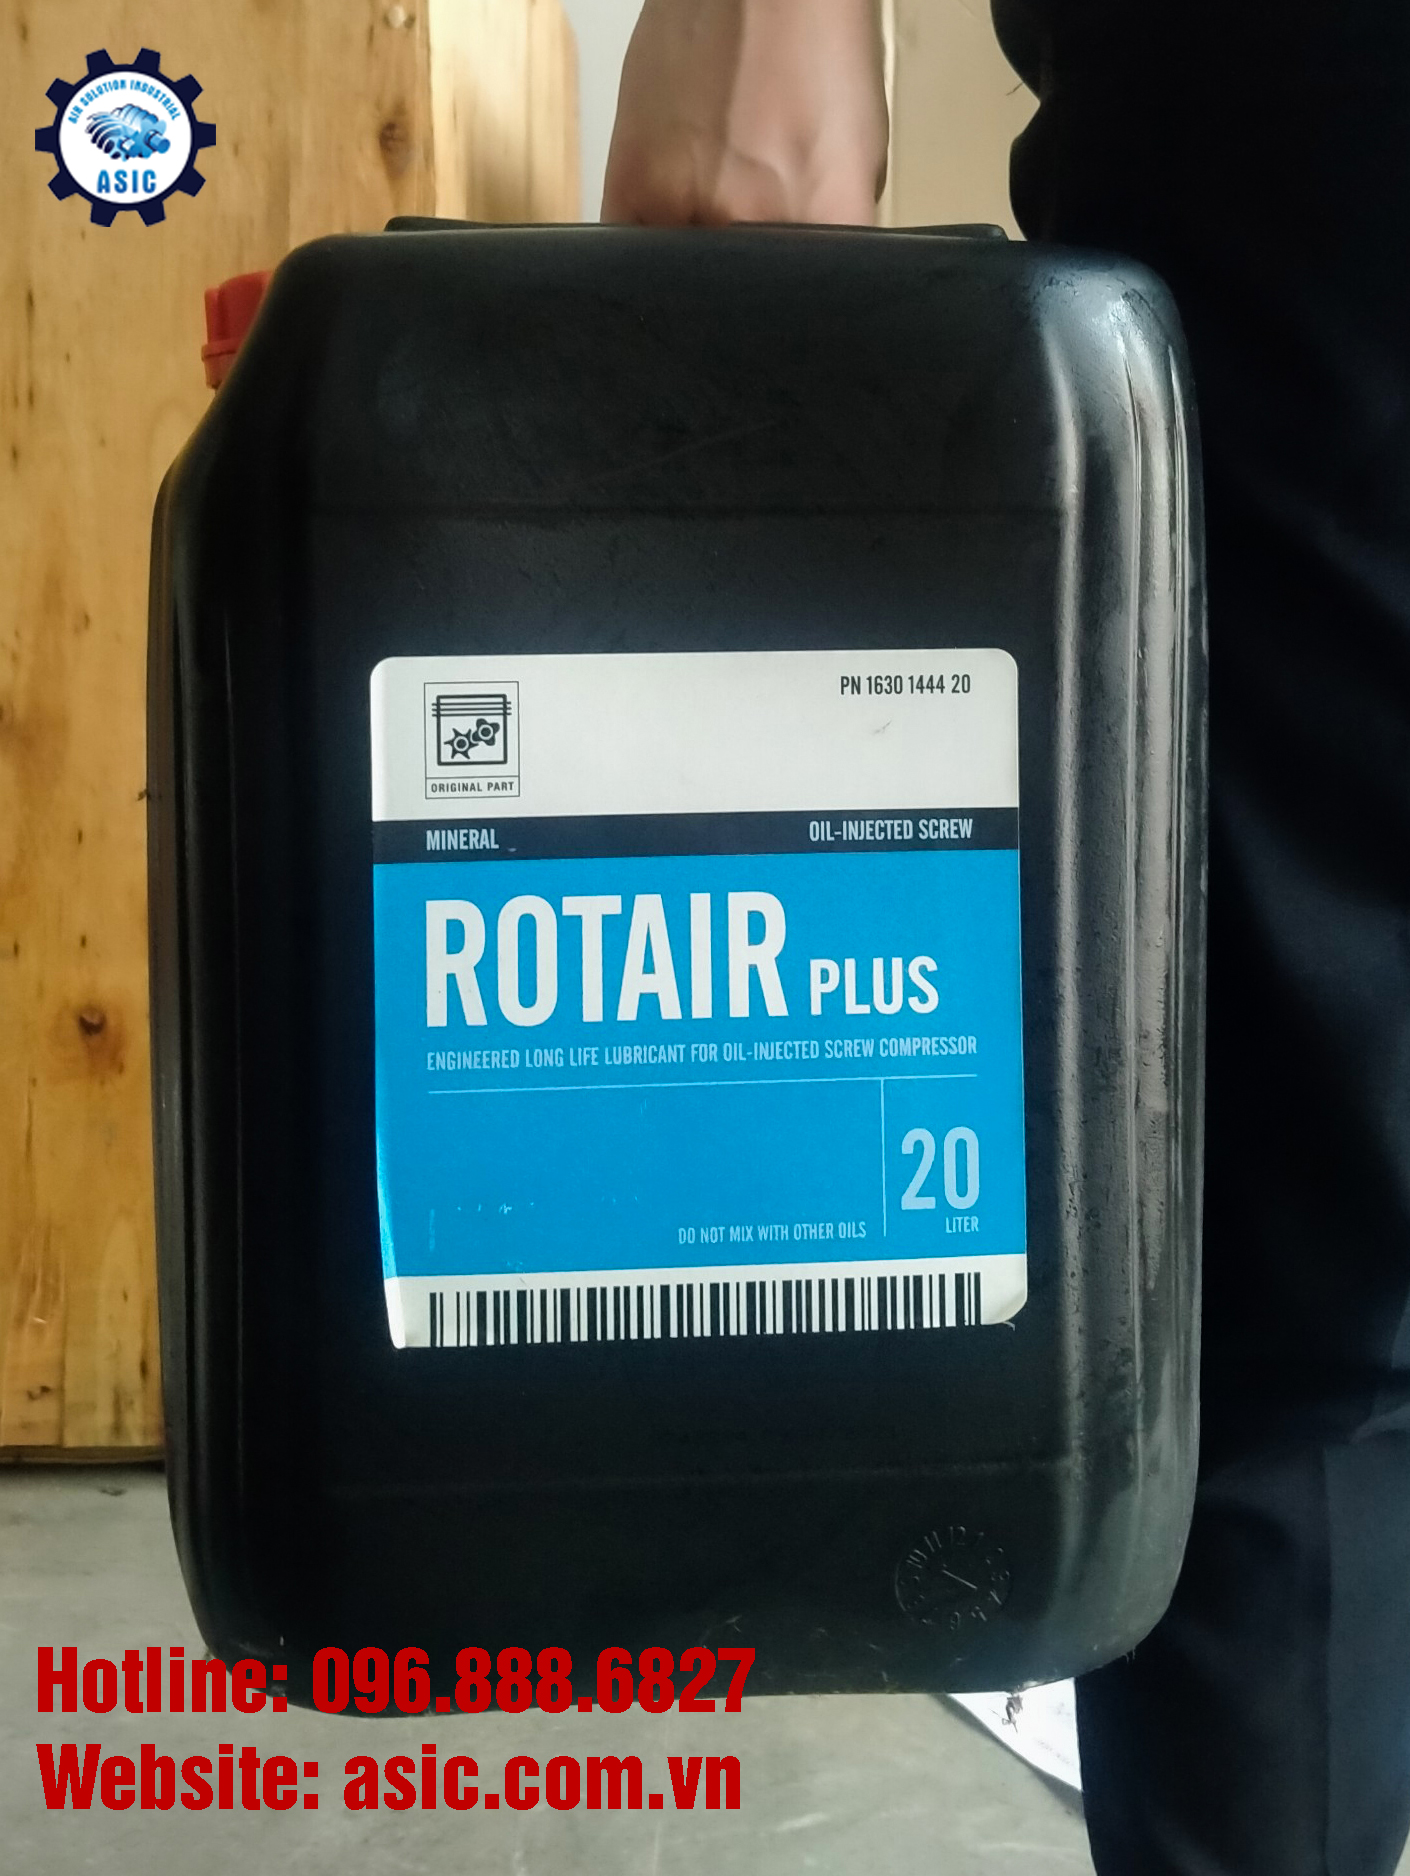 AIR SOLUTION INDUSTRIAL
ASIC
PN 1630 1444 20
ORIGINAL PART
MINERAL
OIL-INJECTED SCREW
ROTAIR PLUS
ENGINEERED LONG LIFE LUBRICANT FOR OIL-INJECTED SCREW COMPRESSOR
20
LITER
DO NOT MIX WITH OTHER OILS
Hotline: 096.888.6827
Website: asic.com.vn